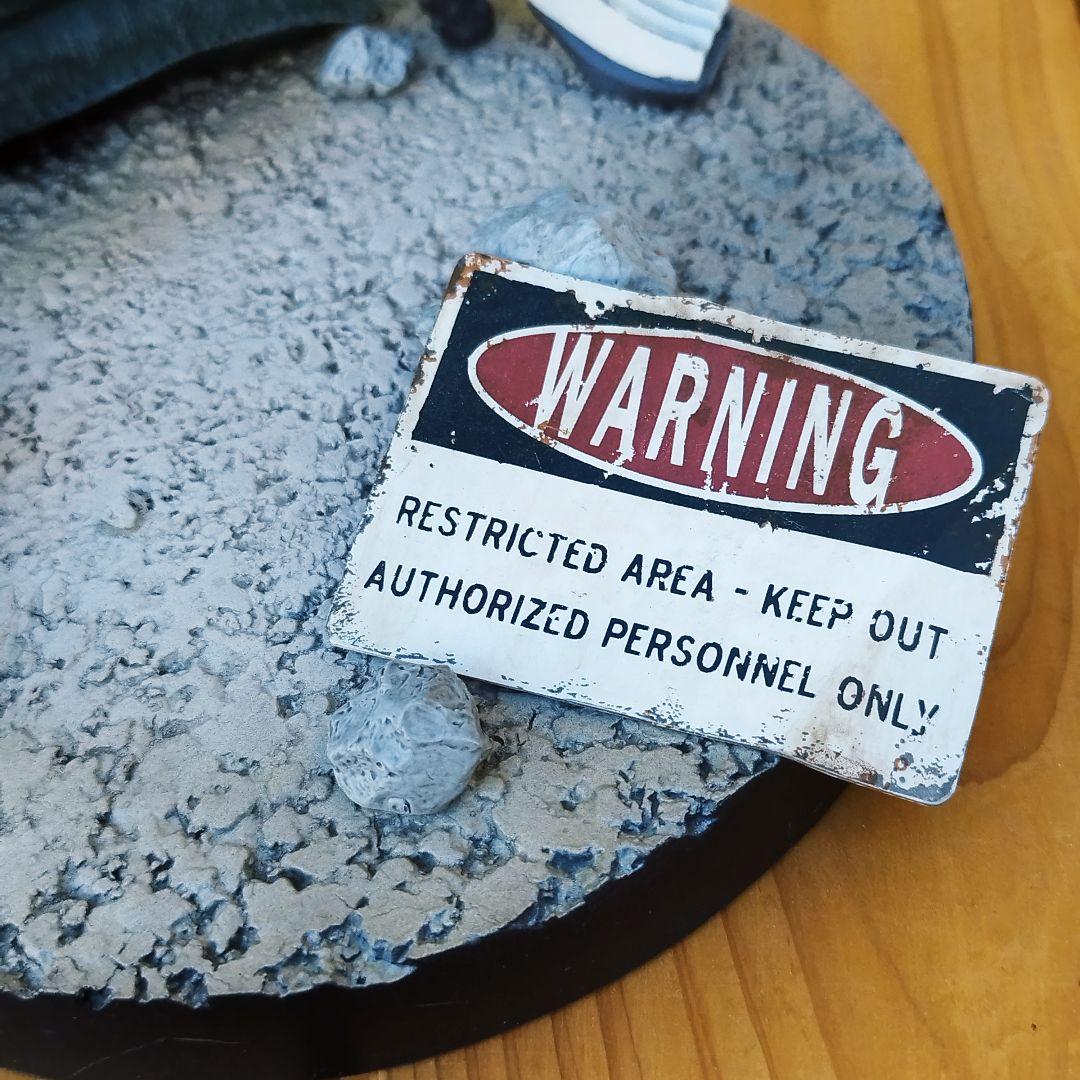 WARNING
RESTRICTED AREA - KEEP OUT
AUTHORIZED PERSONNEL ONLY